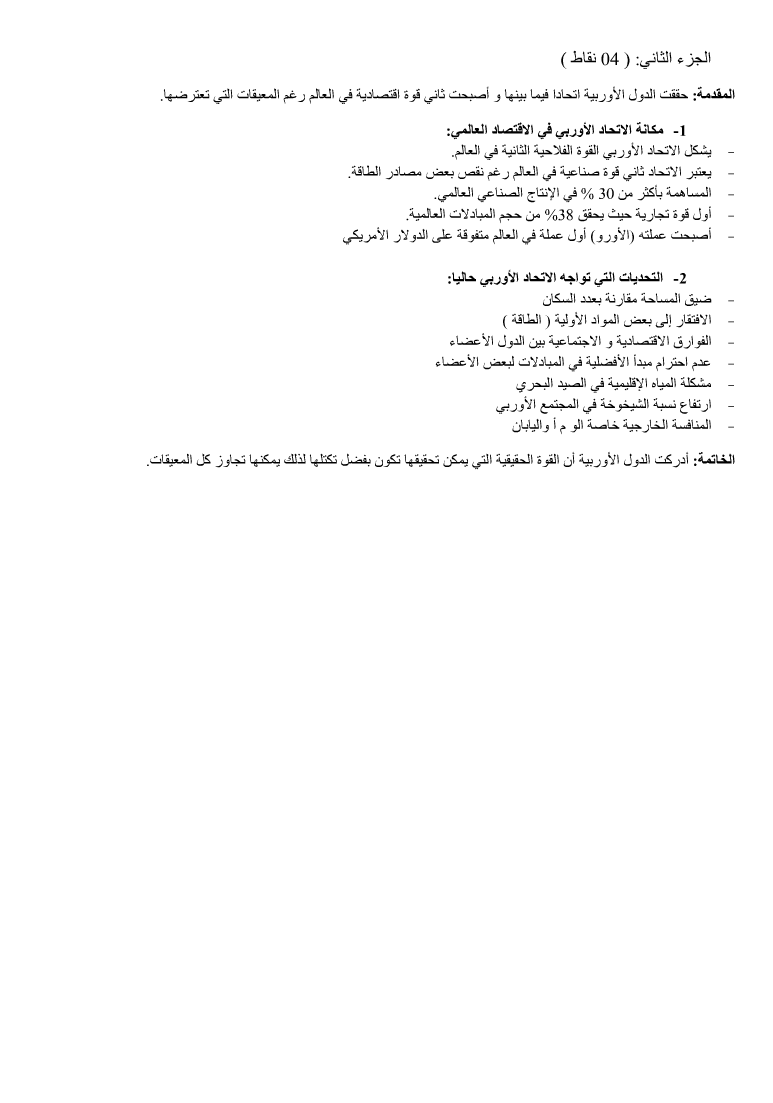 الجزء الثاني: ( 04 نقاط )
المقدمة: حققت الدول الأوربية اتحادا فيما بينها و أصبحت ثاني قوة اقتصادية في العالم رغم المعيقات التي تعترضها.
1- مكانة الاتحاد الأوربي في الاقتصاد العالمي:
- يشكل الاتحاد الأوربي القوة الفلاحية الثانية في العالم.
- يعتبر الاتحاد ثاني قوة صناعية في العالم رغم نقص بعض مصادر الطاقة.
- المساهمة بأكثر من 30 % في الإنتاج الصناعي العالمي.
- أول قوة تجارية حيث يحقق 38% من حجم المبادلات العالمية.
- أصبحت عملته (الأورو) أول عملة في العالم متفوقة على الدولار الأمريكي
2- التحديات التي تواجه الاتحاد الأوربي حاليا:
- ضيق المساحة مقارنة بعدد السكان
- الافتقار إلى بعض المواد الأولية ( الطاقة )
- الفوارق الاقتصادية و الاجتماعية بين الدول الأعضاء
- عدم احترام مبدأ الأفضلية في المبادلات لبعض الأعضاء
- مشكلة المياه الإقليمية في الصيد البحري
- ارتفاع نسبة الشيخوخة في المجتمع الأوربي
- المنافسة الخارجية خاصة الو م أ واليابان
الخاتمة: أدركت الدول الأوربية أن القوة الحقيقية التي يمكن تحقيقها تكون بفضل تكتلها لذلك يمكنها تجاوز كل المعيقات.